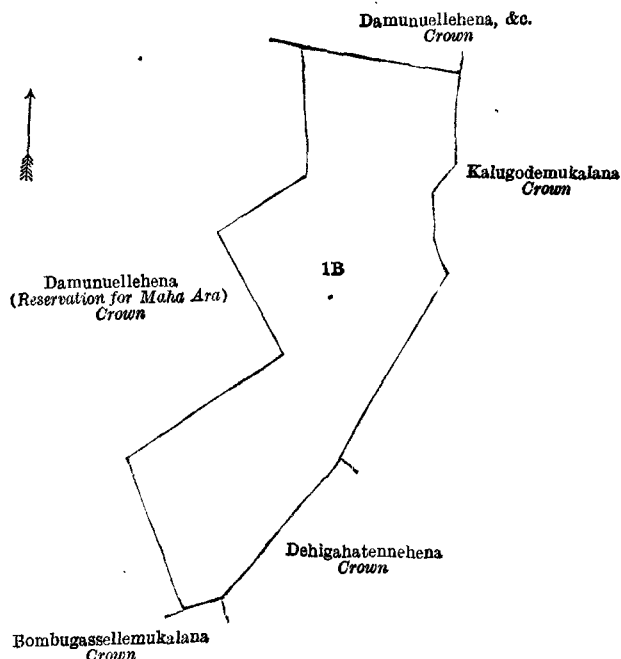 Damunuellehena, &c.
Crown
Kalugodemukalana
Crown
1B
Damunuellehena
(Reservation for Maha Ara)
Crown
Dehigahatennehena
Crown
Bombugassellemukalana
Crown